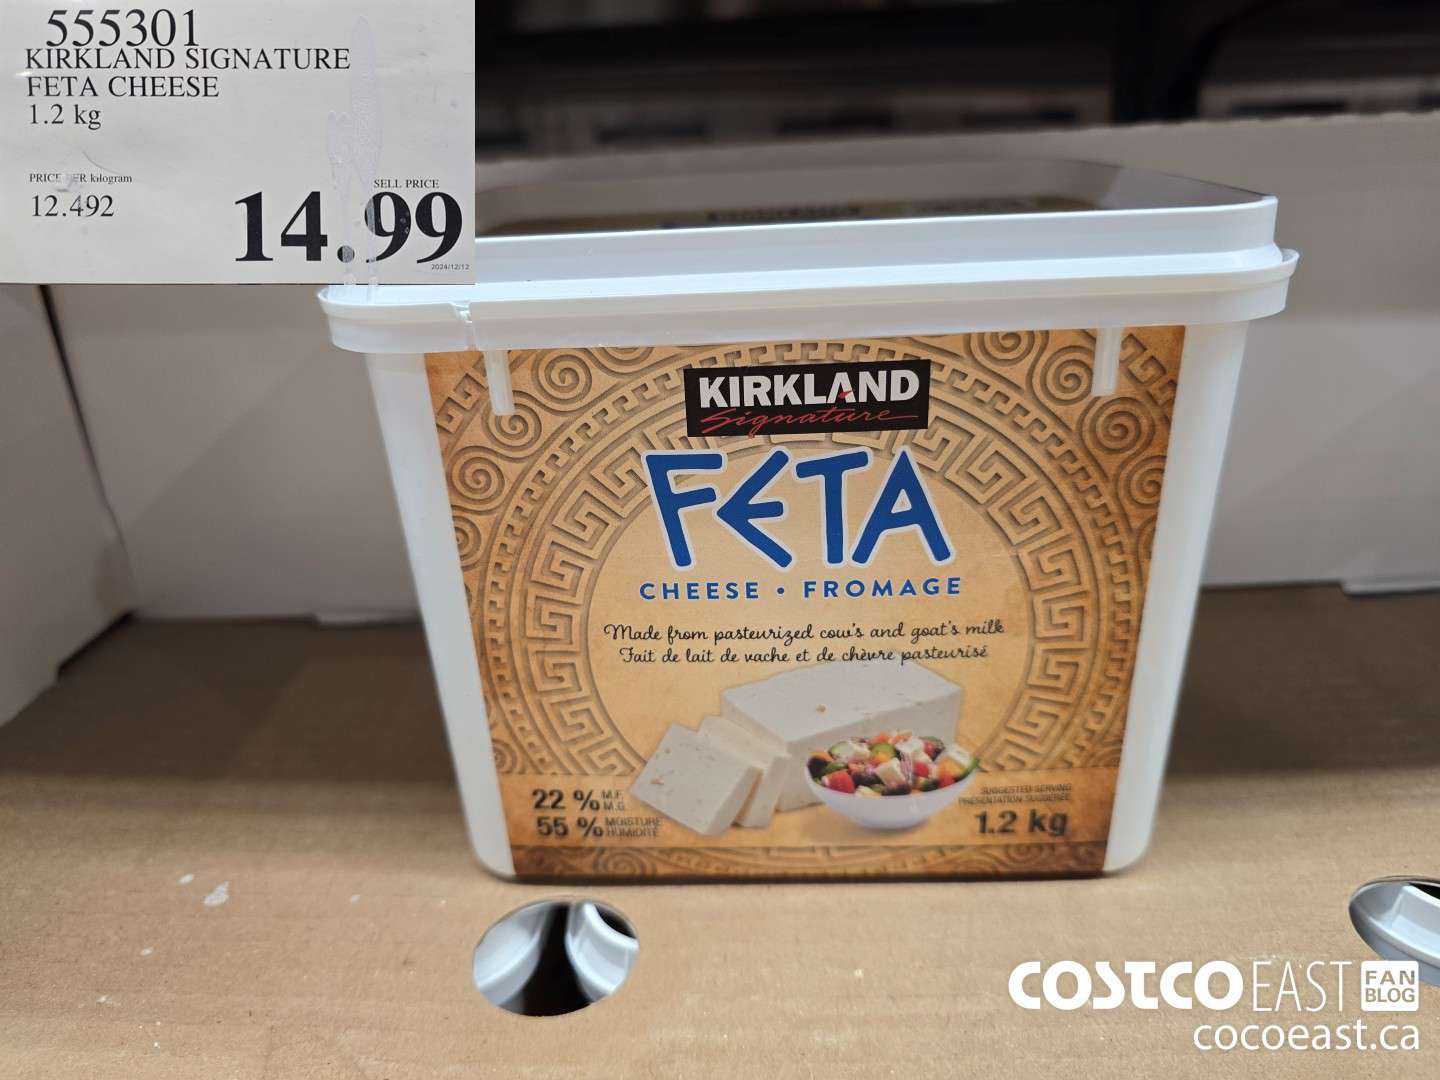 555301
KIRKLAND SIGNATURE
FETA CHEESE
1.2 kg
PRICE PER kilogram
12.492
SELL PRICE
14.99
2024/12/12
KIRKLAND
Signature
FETA
CHEESE • FROMAGE
Made from pasteurized cow's and goat's milk
Fait de lait de vache et de chèvre pasteurisé
22 % M.F.
M.G.
55 % MOISTURE
HUMIDITÉ
SUGGESTED SERVING
PRÉSENTATION SUGGÉRÉE
1.2 kg
COSTCO EAST FAN
BLOG
cocoeast.ca